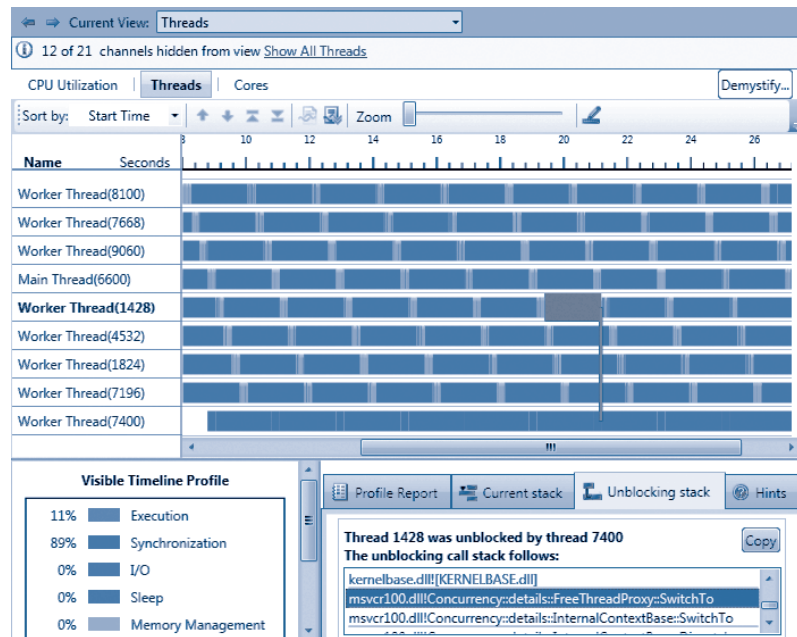 Current View: Threads
12 of 21 channels hidden from view Show All Threads
CPU Utilization Threads Cores Demystify...
Sort by: Start Time Zoom
8 10 12 14 16 18 20 22 24 26
Name Seconds
Worker Thread(8100)
Worker Thread(7668)
Worker Thread(9060)
Main Thread(6600)
Worker Thread(1428)
Worker Thread(4532)
Worker Thread(1824)
Worker Thread(7196)
Worker Thread(7400)
Visible Timeline Profile
11% Execution
89% Synchronization
0% I/O
0% Sleep
0% Memory Management
Profile Report Current stack Unblocking stack Hints
Thread 1428 was unblocked by thread 7400 Copy
The unblocking call stack follows:
kernelbase.dll![KERNELBASE.dll]
msvcr100.dll!Concurrency::details::FreeThreadProxy::SwitchTo
msvcr100.dll!Concurrency::details::InternalContextBase::SwitchTo